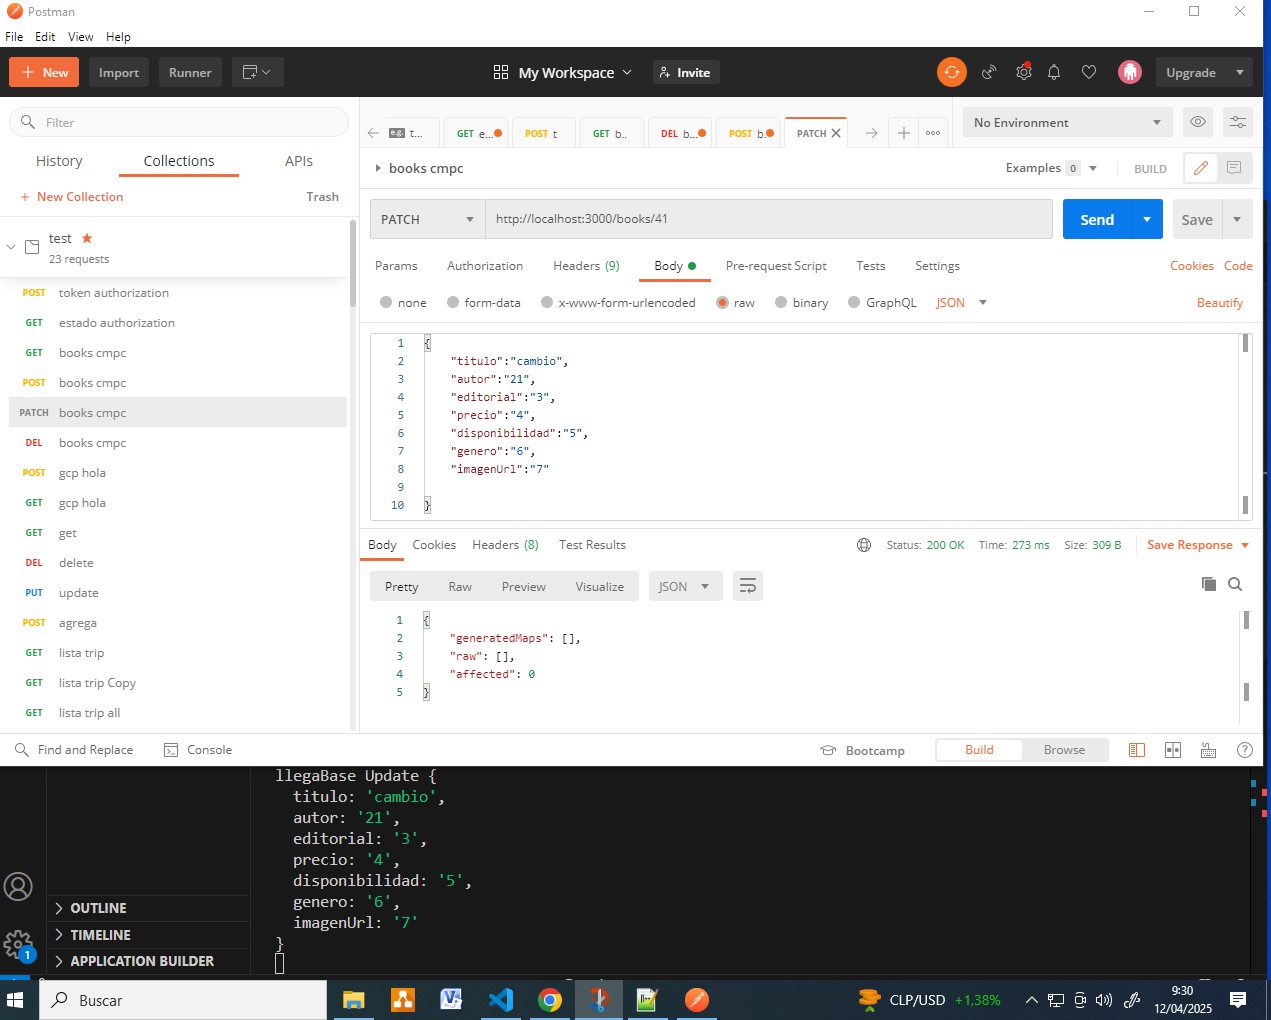 Postman
File Edit View Help
New Import Runner My Workspace Invite Upgrade
Filter
History Collections APIs
+ New Collection Trash
test
23 requests
POST token authorization
GET estado authorization
GET books cmpc
POST books cmpc
PATCH books cmpc
DEL books cmpc
POST gcp hola
GET gcp hola
GET get
DEL delete
PUT update
POST agrega
GET lista trip
GET lista trip Copy
GET lista trip all
e.g. t... GET e... POST t GET b.. DEL b... POST b. PATCH
No Environment
books cmpc Examples 0 BUILD
PATCH http://localhost:3000/books/41 Send Save
Params Authorization Headers (9) Body Pre-request Script Tests Settings Cookies Code
none form-data x-www-form-urlencoded raw binary GraphQL JSON Beautify
1 {
2 "titulo":"cambio",
3 "autor":"21",
4 "editorial":"3",
5 "precio":"4",
6 "disponibilidad":"5",
7 "genero":"6",
8 "imagenUrl":"7"
9
10 }
Body Cookies Headers (8) Test Results Status: 200 OK Time: 273 ms Size: 309 B Save Response
Pretty Raw Preview Visualize JSON
1 {
2 "generatedMaps": [],
3 "raw": [],
4 "affected": 0
5 }
Find and Replace Console Bootcamp Build Browse
llegaBase Update {
titulo: 'cambio',
autor: '21',
editorial: '3',
precio: '4',
disponibilidad: '5',
genero: '6',
imagenUrl: '7'
}
OUTLINE
TIMELINE
1
APPLICATION BUILDER
Buscar CLP/USD +1,38% 9:30
12/04/2025